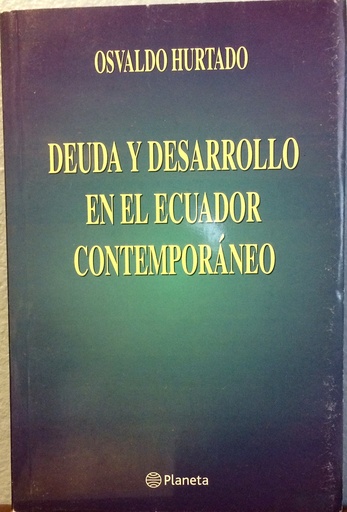 OSVALDO HURTADO
DEUDA Y DESARROLLO
EN EL ECUADOR
CONTEMPORÁNEO
Planeta